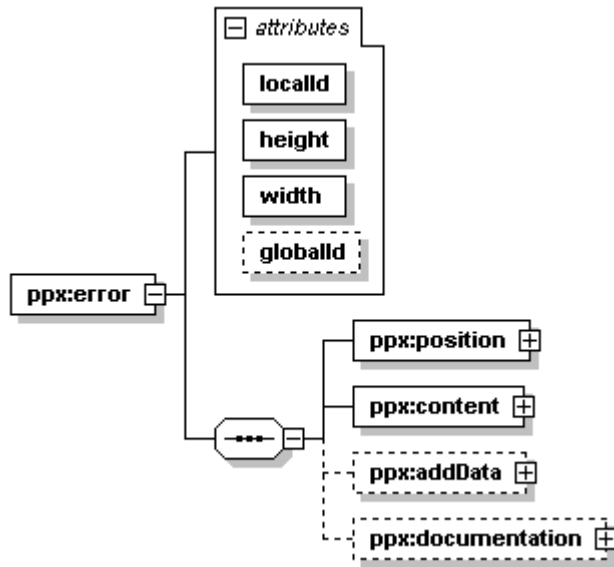 attributes
localId
height
width
globalId
ppx:error
ppx:position
ppx:content
ppx:addData
ppx:documentation